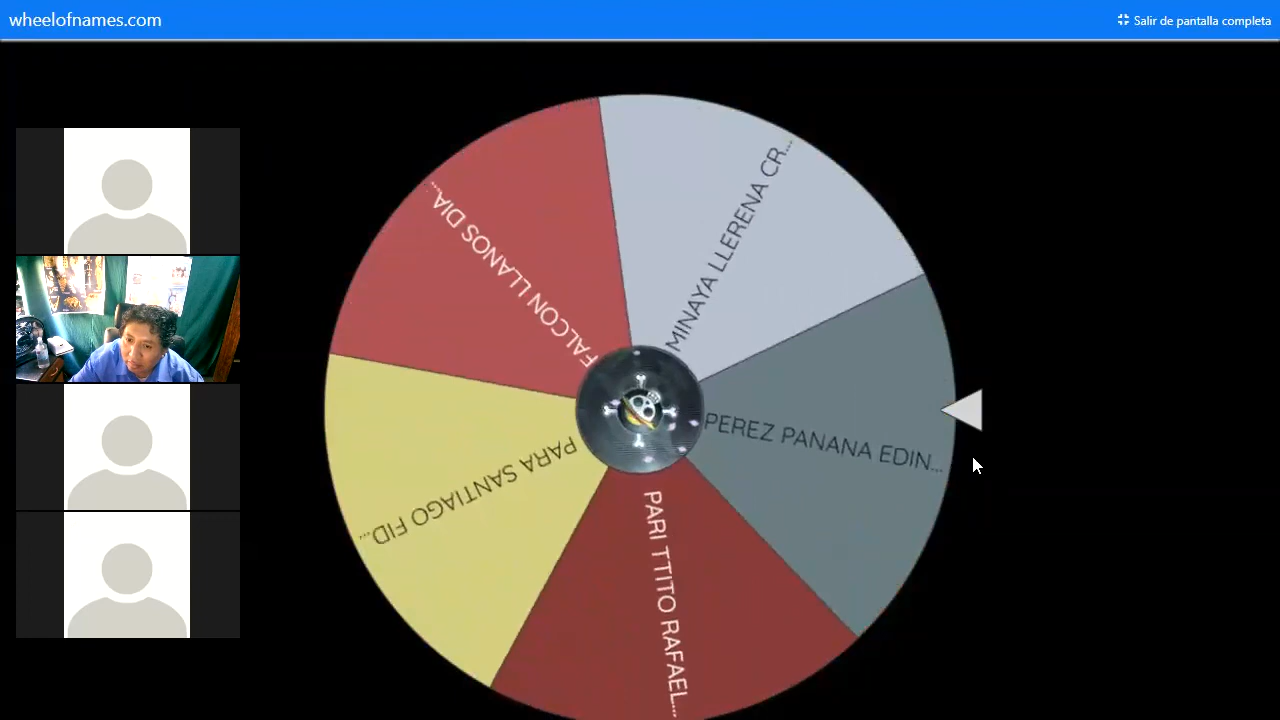 wheelofnames.com
Salir de pantalla completa
MINAYA LLERENA CR...
FALCON LLANOS DIA...
PEREZ PANANA EDIN...
PARA SANTIAGO FID...
PARI TTITO RAFAEL...